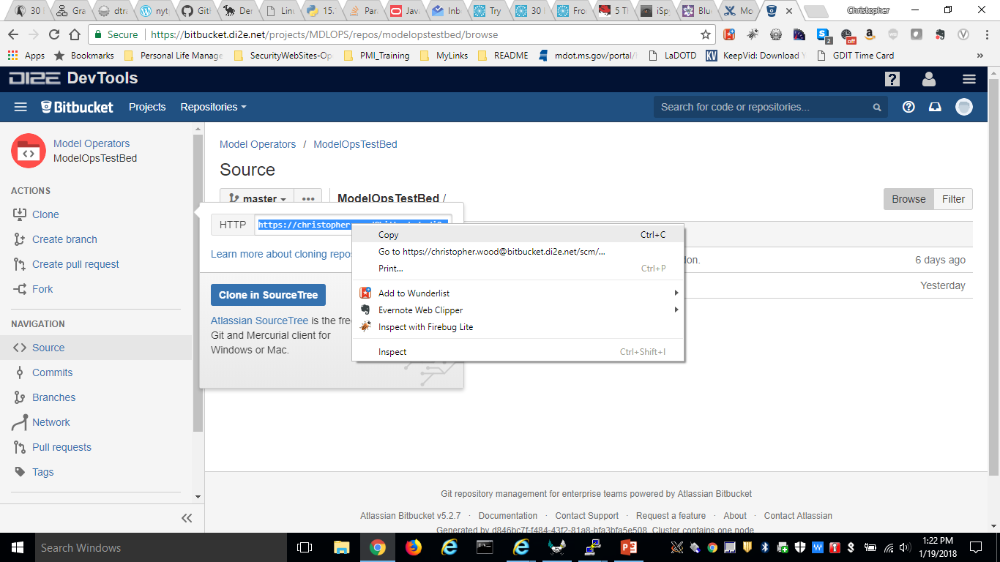 30
Gra
dtra
nyt
Git
Der
Linu
15.
Para
Java
Inb
Try
30
Fro
5 Th
iSpy
Blue
Mo
Christopher
Secure https://bitbucket.di2e.net/projects/MDLOPS/repos/modelopstestbed/browse
Apps Bookmarks Personal Life Manage SecurityWebSites-Op PMI_Training MyLinks README mdot.ms.gov/portal/ LaDOTD KeepVid: Download Y GDIT Time Card »
DI2E DevTools
Bitbucket Projects Repositories Search for code or repositories...
Model Operators
ModelOpsTestBed
ACTIONS
Clone
Create branch
Create pull request
Fork
NAVIGATION
Source
Commits
Branches
Network
Pull requests
Tags
Model Operators / ModelOpsTestBed
Source
master ••• ModelOpsTestBed / Browse Filter
HTTP https://christopher.
Learn more about cloning repos
Clone in SourceTree
Atlassian SourceTree is the free
Git and Mercurial client for
Windows or Mac.
Copy Ctrl+C
Go to https://christopher.wood@bitbucket.di2e.net/scm/...
Print... Ctrl+P
Add to Wunderlist
Evernote Web Clipper
Inspect with Firebug Lite
Inspect Ctrl+Shift+I
don. 6 days ago
Yesterday
Git repository management for enterprise teams powered by Atlassian Bitbucket
Atlassian Bitbucket v5.2.7 · Documentation · Contact Support · Request a feature · About · Contact Atlassian
Generated by d846bc7f-f484-43f2-81a8-bfa3bfa5e508. Cluster contains one node
Search Windows
1:22 PM
1/19/2018